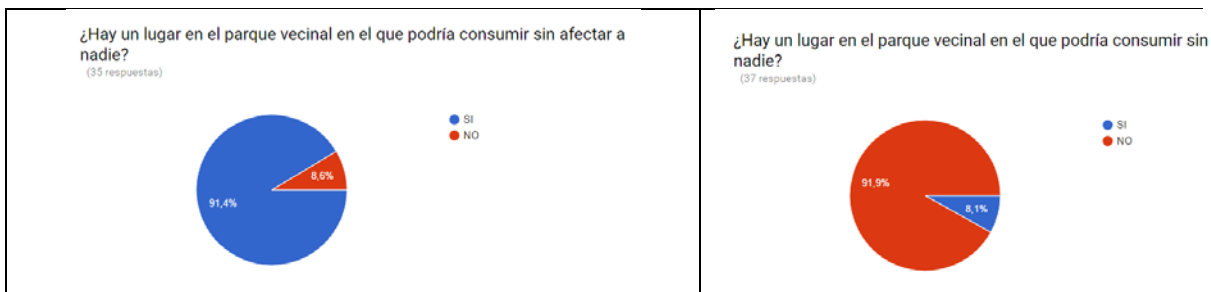 ¿Hay un lugar en el parque vecinal en el que podría consumir sin afectar a
nadie?
(35 respuestas)
SI
NO
8,6%
91,4%
¿Hay un lugar en el parque vecinal en el que podría consumir sin
nadie?
(37 respuestas)
SI
NO
91,9%
8,1%